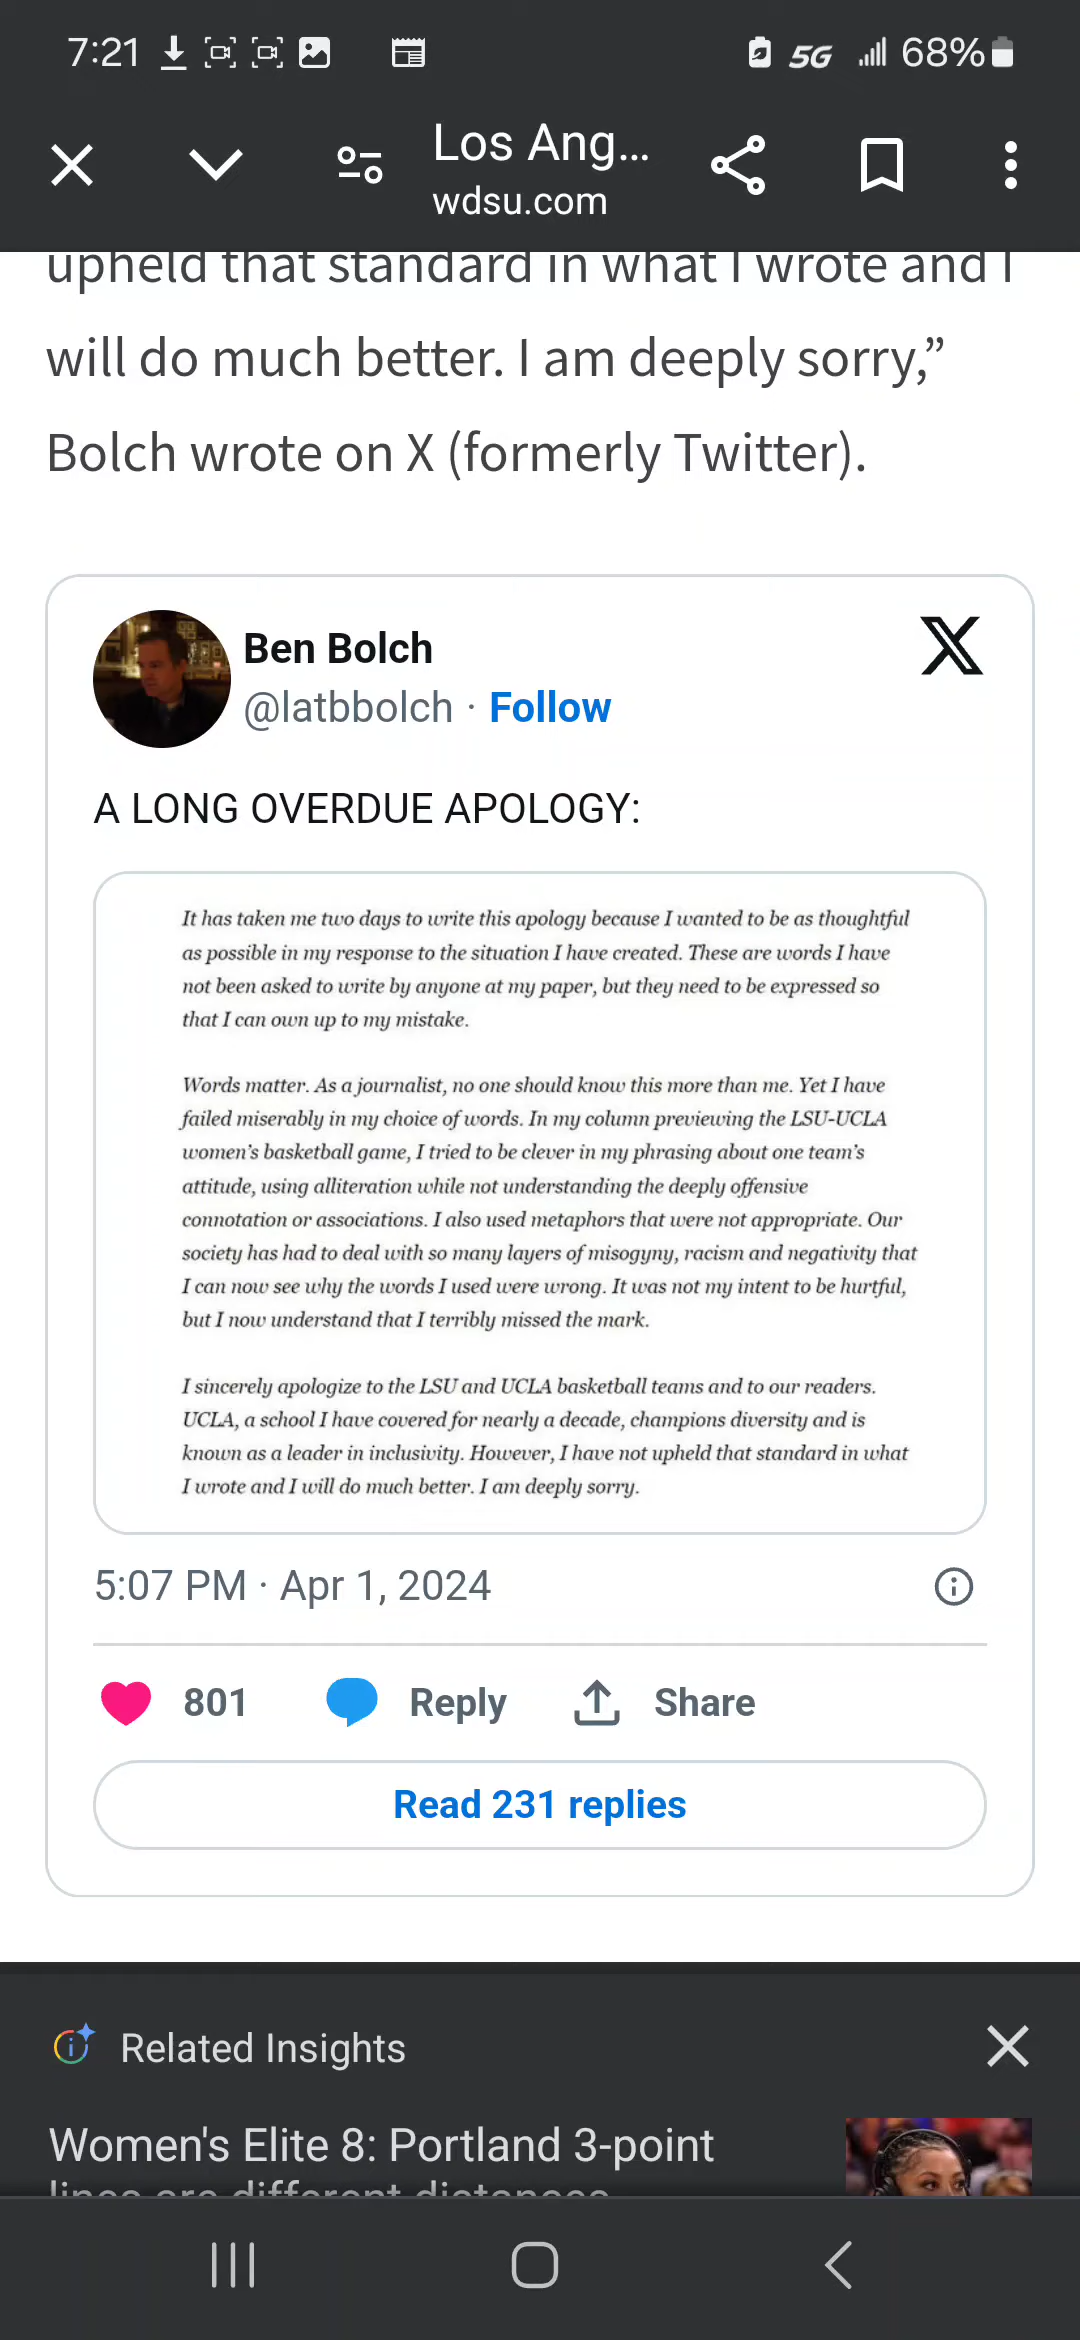 7:21 5G 68%
Los Ang...
wdsu.com
upheld that standard in what I wrote and I
will do much better. I am deeply sorry,”
Bolch wrote on X (formerly Twitter).
Ben Bolch
@latbbolch · Follow
A LONG OVERDUE APOLOGY:
It has taken me two days to write this apology because I wanted to be as thoughtful
as possible in my response to the situation I have created. These are words I have
not been asked to write by anyone at my paper, but they need to be expressed so
that I can own up to my mistake.
Words matter. As a journalist, no one should know this more than me. Yet I have
failed miserably in my choice of words. In my column previewing the LSU-UCLA
women’s basketball game, I tried to be clever in my phrasing about one team’s
attitude, using alliteration while not understanding the deeply offensive
connotation or associations. I also used metaphors that were not appropriate. Our
society has had to deal with so many layers of misogyny, racism and negativity that
I can now see why the words I used were wrong. It was not my intent to be hurtful,
but I now understand that I terribly missed the mark.
I sincerely apologize to the LSU and UCLA basketball teams and to our readers.
UCLA, a school I have covered for nearly a decade, champions diversity and is
known as a leader in inclusivity. However, I have not upheld that standard in what
I wrote and I will do much better. I am deeply sorry.
5:07 PM · Apr 1, 2024
801 Reply Share
Read 231 replies
Related Insights
Women's Elite 8: Portland 3-point
lines are different distances